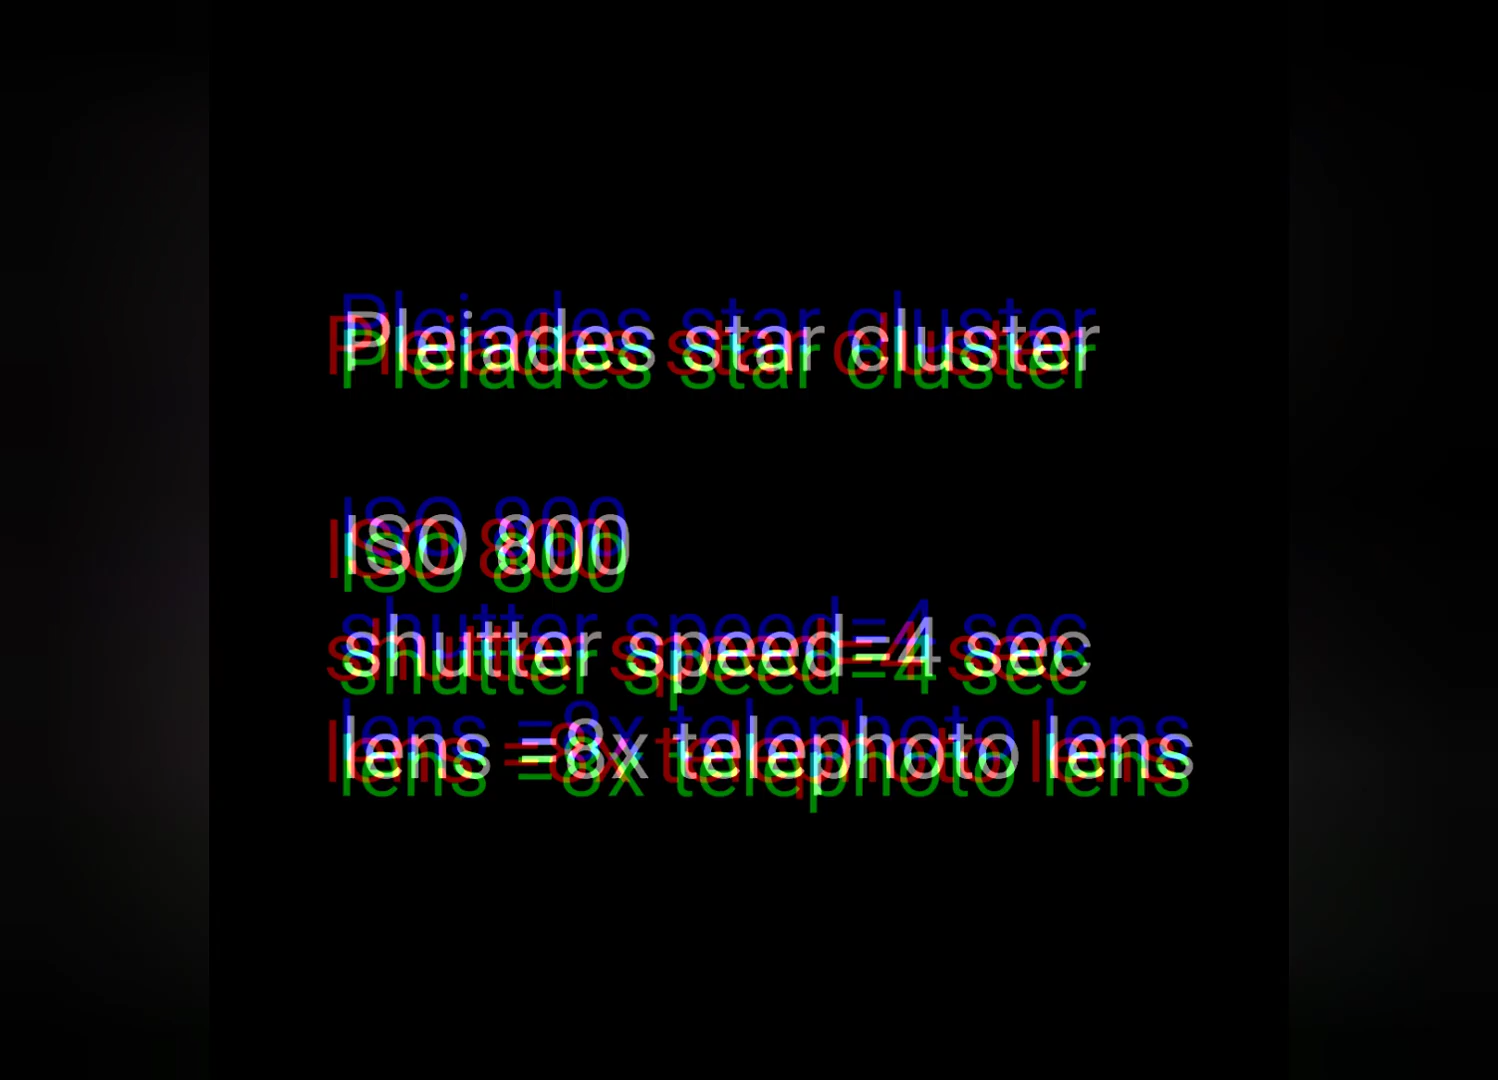 Pleiades star cluster
ISO 800
shutter speed=4 sec
lens =8x telephoto lens